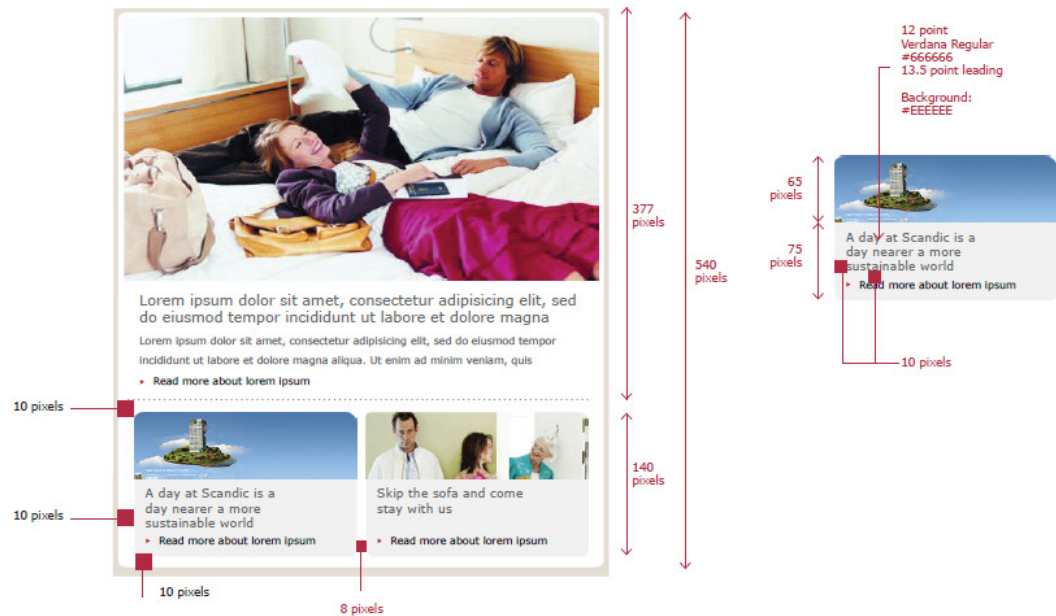 12 point
Verdana Regular
#666666
13.5 point leading
Background:
#EEEEEE
377
pixels
540
pixels
65
pixels
75
pixels
A day at Scandic is a
day nearer a more
sustainable world
Read more about lorem ipsum
10 pixels
Lorem ipsum dolor sit amet, consectetur adipisicing elit, sed
do eiusmod tempor incididunt ut labore et dolore magna
Lorem ipsum dolor sit amet, consectetur adipisicing elit, sed do eiusmod tempor
incididunt ut labore et dolore magna aliqua. Ut enim ad minim veniam, quis
Read more about lorem ipsum
10 pixels
140
pixels
10 pixels
A day at Scandic is a
day nearer a more
sustainable world
Read more about lorem ipsum
Skip the sofa and come
stay with us
Read more about lorem ipsum
10 pixels
8 pixels